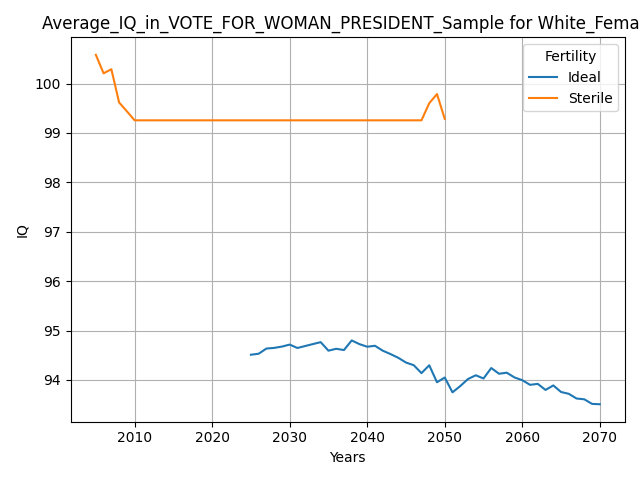 Average_IQ_in_VOTE_FOR_WOMAN_PRESIDENT_Sample for White_Fema
Fertility
Ideal
Sterile
100
99
98
97
96
95
94
IQ
2010 2020 2030 2040 2050 2060 2070
Years